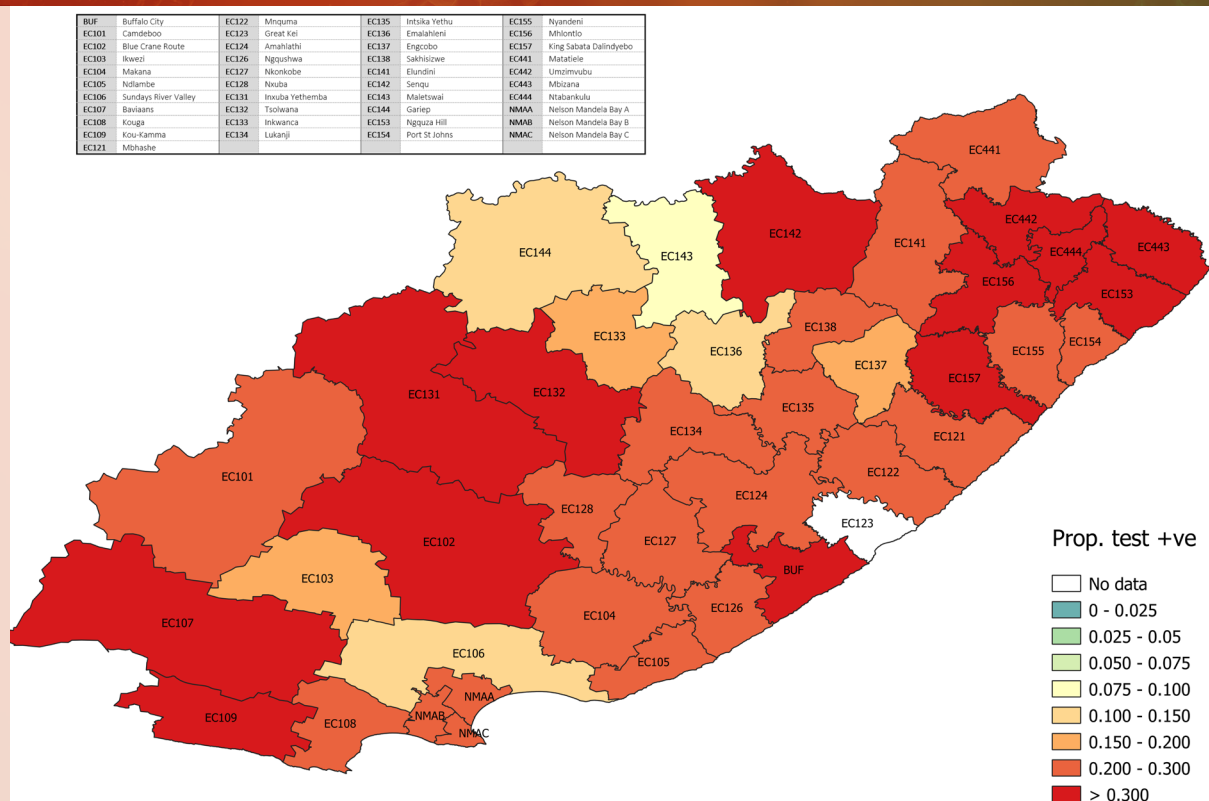 BUF Buffalo City EC122 Mnquma EC135 Intsika Yethu EC155 Nyandeni
EC101 Camdeboo EC123 Great Kei EC136 Emalahleni EC156 Mhlontlo
EC102 Blue Crane Route EC124 Amahlathi EC137 Engcobo EC157 King Sabata Dalindyebo
EC103 Ikwezi EC126 Ngqushwa EC138 Sakhisizwe EC441 Matatiele
EC104 Makana EC127 Nkonkobe EC141 Elundini EC442 Umzimvubu
EC105 Ndlambe EC128 Nxuba EC142 Senqu EC443 Mbizana
EC106 Sundays River Valley EC131 Inxuba Yethemba EC143 Maletswai EC444 Ntabankulu
EC107 Baviaans EC132 Tsolwana EC144 Gariep NMAA Nelson Mandela Bay A
EC108 Kouga EC133 Inkwanca EC153 Ngquza Hill NMAB Nelson Mandela Bay B
EC109 Kou-Kamma EC134 Lukanji EC154 Port St Johns NMAC Nelson Mandela Bay C
EC121 Mbhashe
EC441
EC442
EC142
EC141
EC444
EC443
EC144
EC143
EC156
EC153
EC138
EC133
EC136
EC137
EC155
EC154
EC157
EC132
EC131
EC135
EC134
EC121
EC101
EC122
EC124
EC128
EC123
EC127
EC102
BUF
EC103
EC126
EC104
EC107
EC106
EC105
NMAA
EC109
EC108
NMAB
NMAC
Prop. test +ve
No data
0 - 0.025
0.025 - 0.05
0.050 - 0.075
0.075 - 0.100
0.100 - 0.150
0.150 - 0.200
0.200 - 0.300
> 0.300